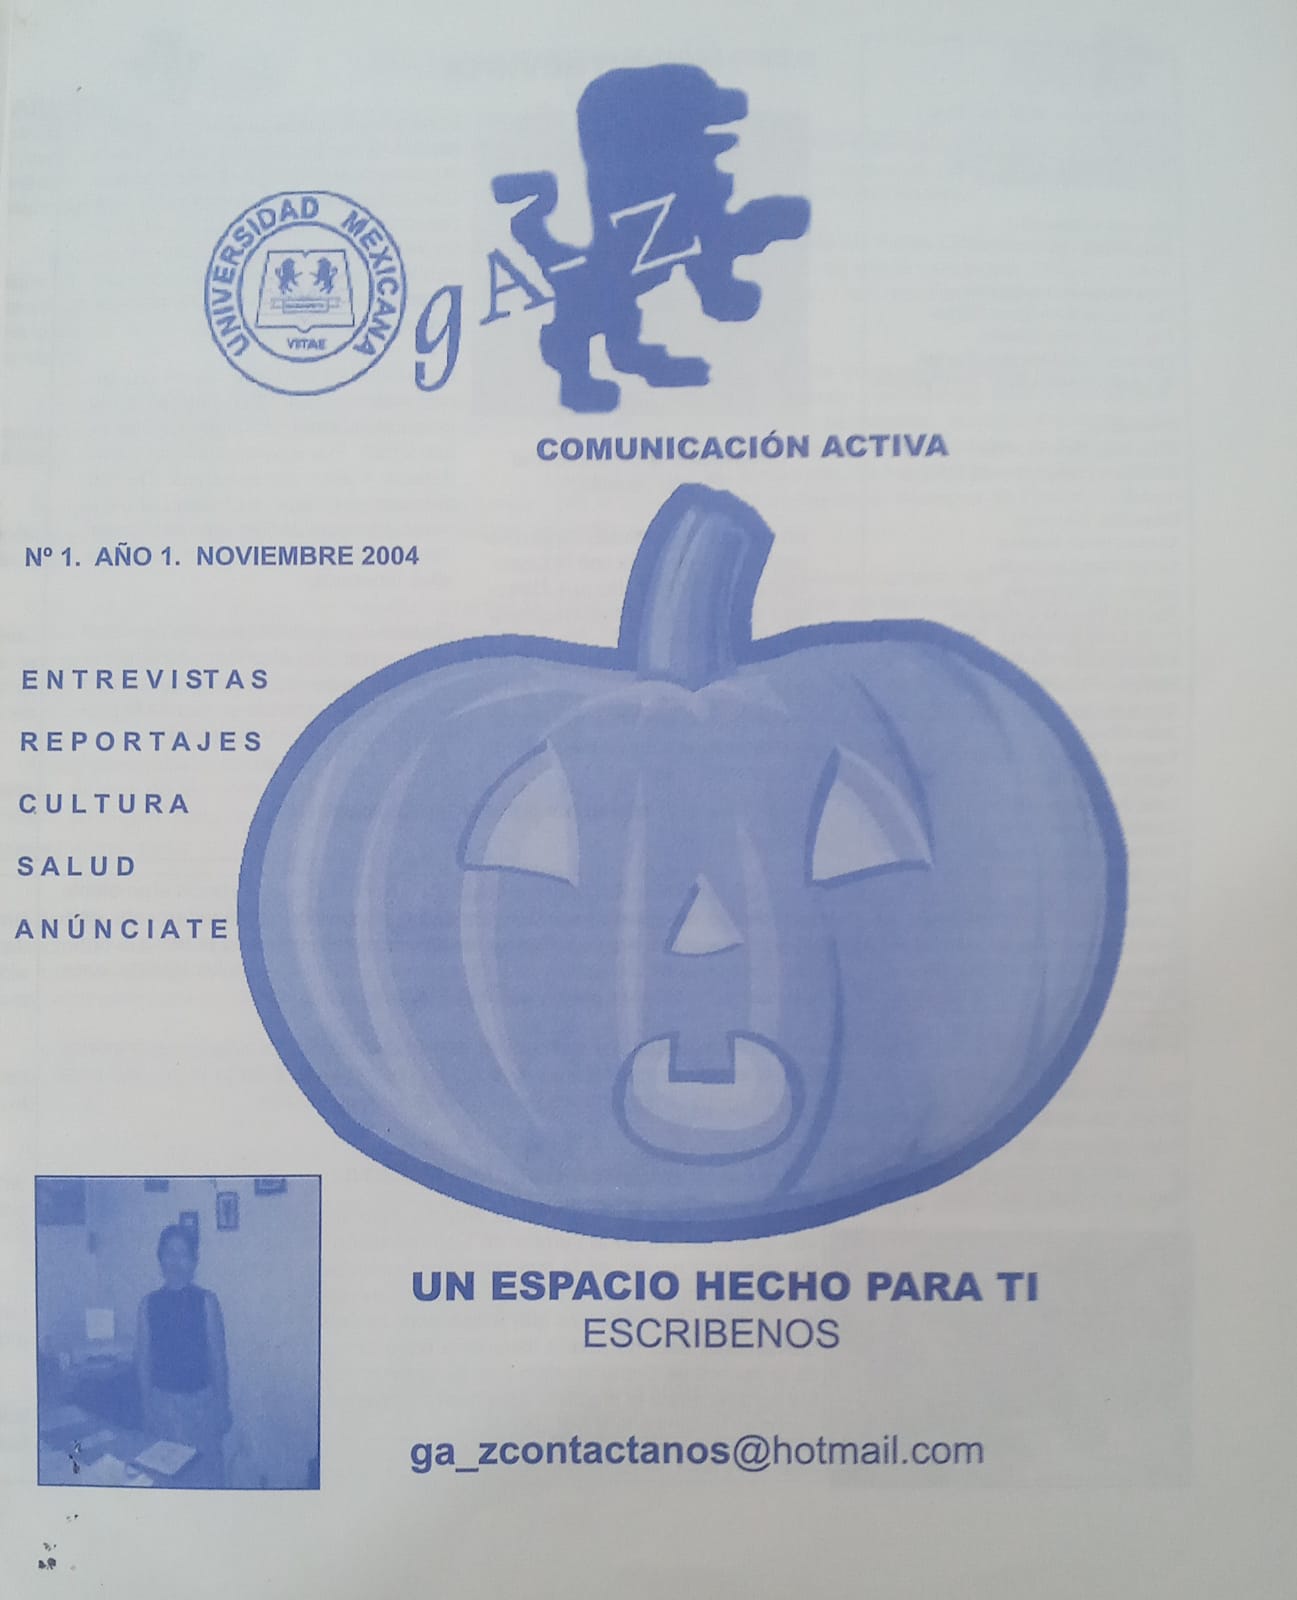 UNIVERSIDAD MEXICANA
VITAE
gA-Z
COMUNICACIÓN ACTIVA
Nº 1. AÑO 1. NOVIEMBRE 2004
ENTREVISTAS
REPORTAJES
CULTURA
SALUD
ANÚNCIATE
UN ESPACIO HECHO PARA TI
ESCRIBENOS
ga_zcontactanos@hotmail.com